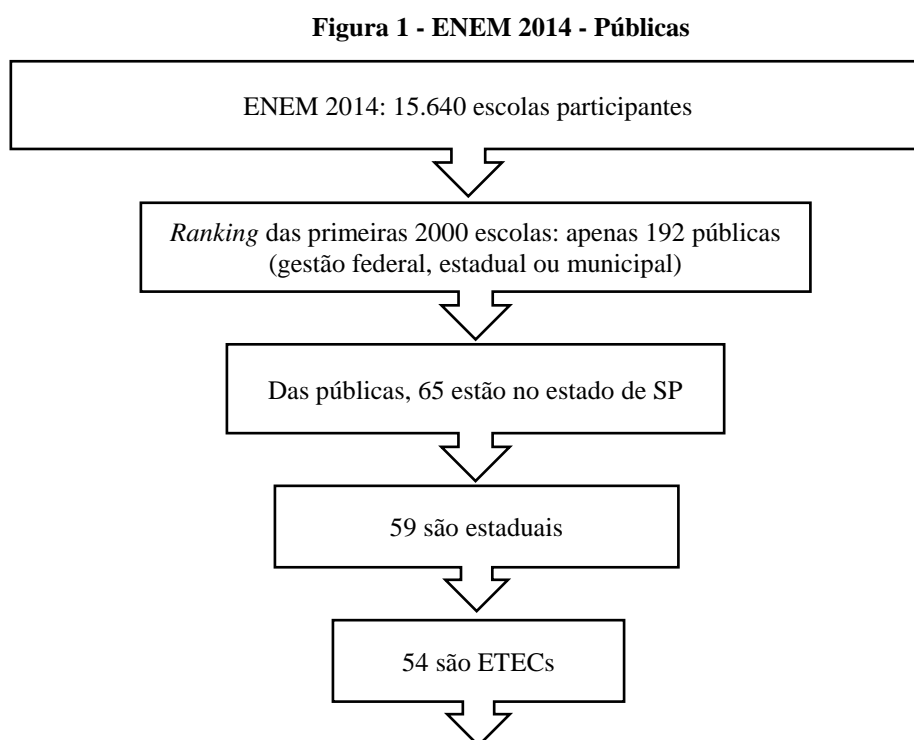 Figura 1 - ENEM 2014 - Públicas
ENEM 2014: 15.640 escolas participantes
Ranking das primeiras 2000 escolas: apenas 192 públicas
(gestão federal, estadual ou municipal)
Das públicas, 65 estão no estado de SP
59 são estaduais
54 são ETECs